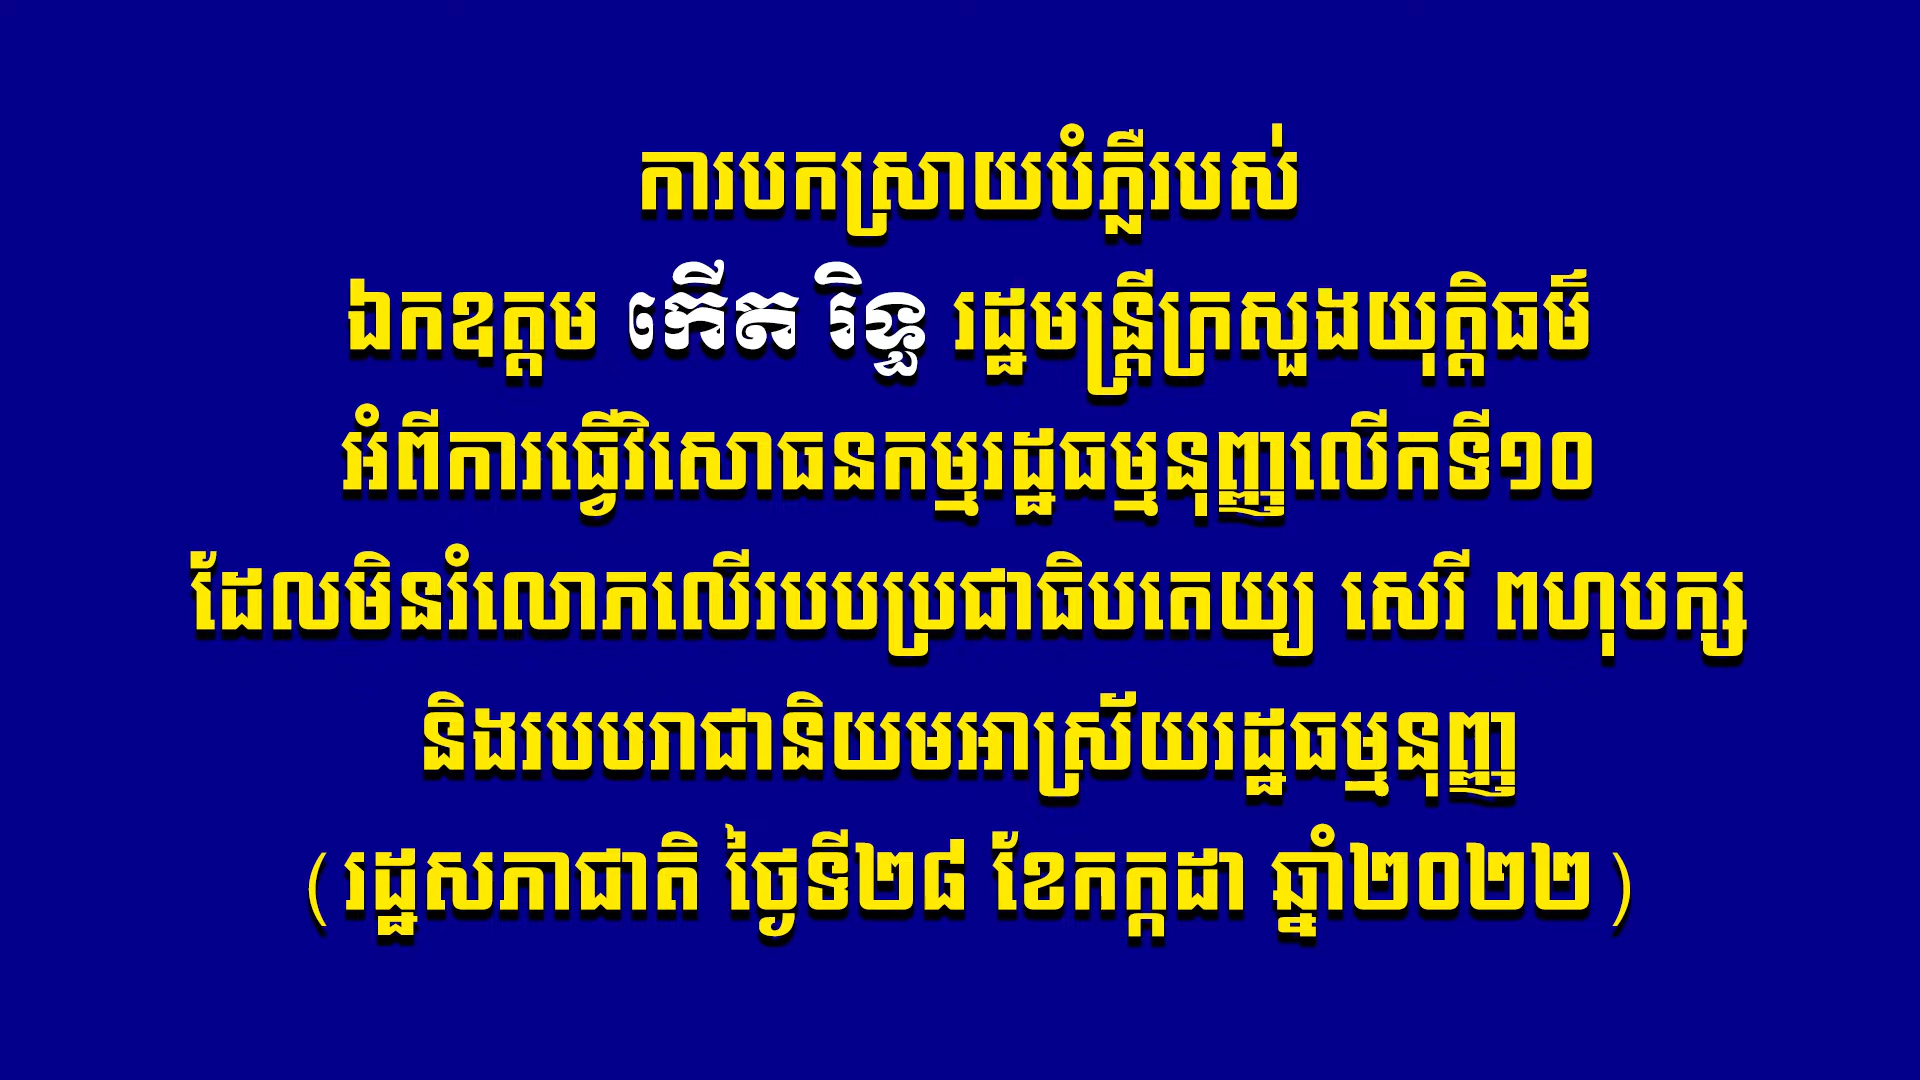 ការបកស្រាយបំភ្លឺរបស់
ឯកឧត្តម កើត រិទ្ធ រដ្ឋមន្ត្រីក្រសួងយុត្តិធម៌
អំពីការធ្វើវិសោធនកម្មរដ្ឋធម្មនុញ្ញលើកទី១០
ដែលមិនរំលោភលើរបបប្រជាធិបតេយ្យ សេរី ពហុបក្ស
និងរបបរាជានិយមអាស្រ័យរដ្ឋធម្មនុញ្ញ
(រដ្ឋសភាជាតិ ថ្ងៃទី២៨ ខែកក្កដា ឆ្នាំ២០២២)